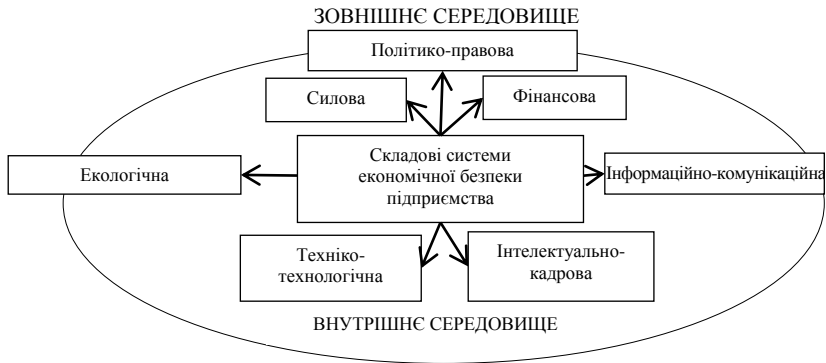 ЗОВНІШНЄ СЕРЕДОВИЩЕ
Політико-правова
Силова
Фінансова
Екологічна
Складові системи
економічної безпеки
підприємства
Інформаційно-комунікаційна
Техніко-
технологічна
Інтелектуально-
кадрова
ВНУТРІШНЄ СЕРЕДОВИЩЕ